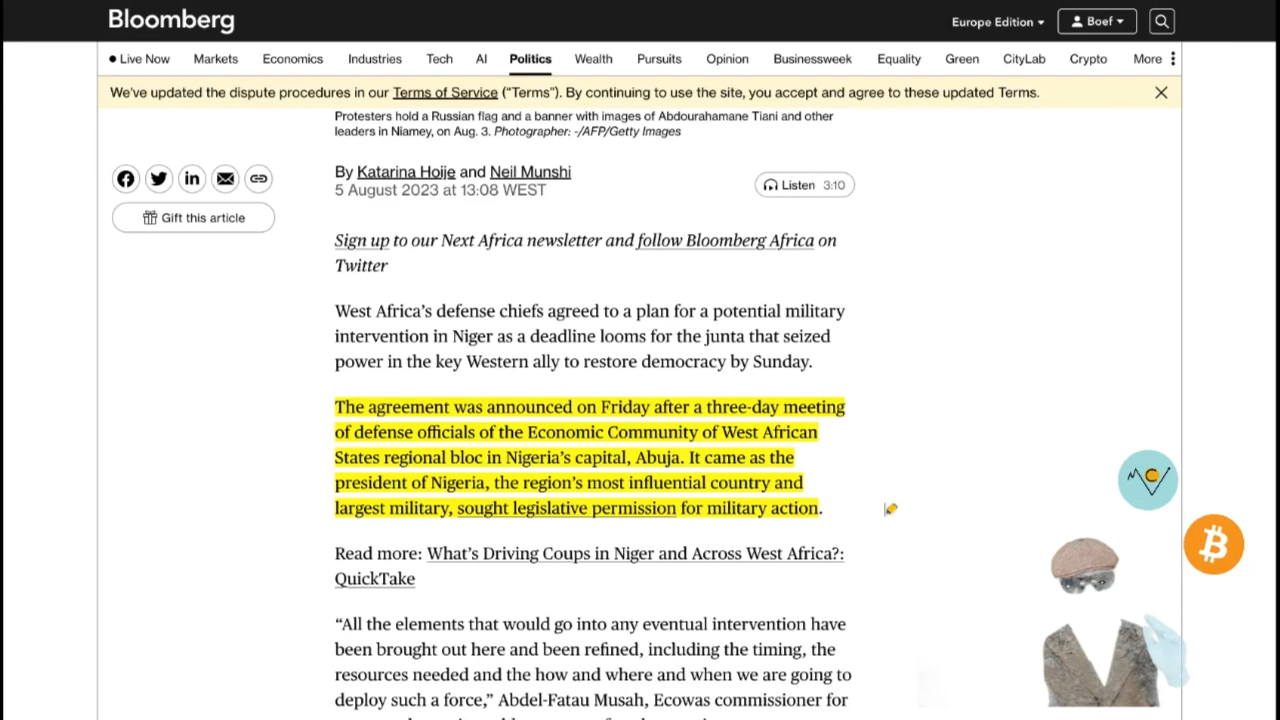 Bloomberg
Europe Edition
Boef
Live Now Markets Economics Industries Tech AI Politics Wealth Pursuits Opinion Businessweek Equality Green CityLab Crypto More
We've updated the dispute procedures in our Terms of Service ("Terms"). By continuing to use the site, you accept and agree to these updated Terms.
Protesters hold a Russian flag and a banner with images of Abdourahamane Tiani and other
leaders in Niamey, on Aug. 3. Photographer: -/AFP/Getty Images
By Katarina Hoije and Neil Munshi
5 August 2023 at 13:08 WEST
Listen 3:10
Gift this article
Sign up to our Next Africa newsletter and follow Bloomberg Africa on
Twitter
West Africa's defense chiefs agreed to a plan for a potential military
intervention in Niger as a deadline looms for the junta that seized
power in the key Western ally to restore democracy by Sunday.
The agreement was announced on Friday after a three-day meeting
of defense officials of the Economic Community of West African
States regional bloc in Nigeria's capital, Abuja. It came as the
president of Nigeria, the region's most influential country and
largest military, sought legislative permission for military action.
Read more: What's Driving Coups in Niger and Across West Africa?:
QuickTake
"All the elements that would go into any eventual intervention have
been brought out here and been refined, including the timing, the
resources needed and the how and where and when we are going to
deploy such a force," Abdel-Fatau Musah, Ecowas commissioner for